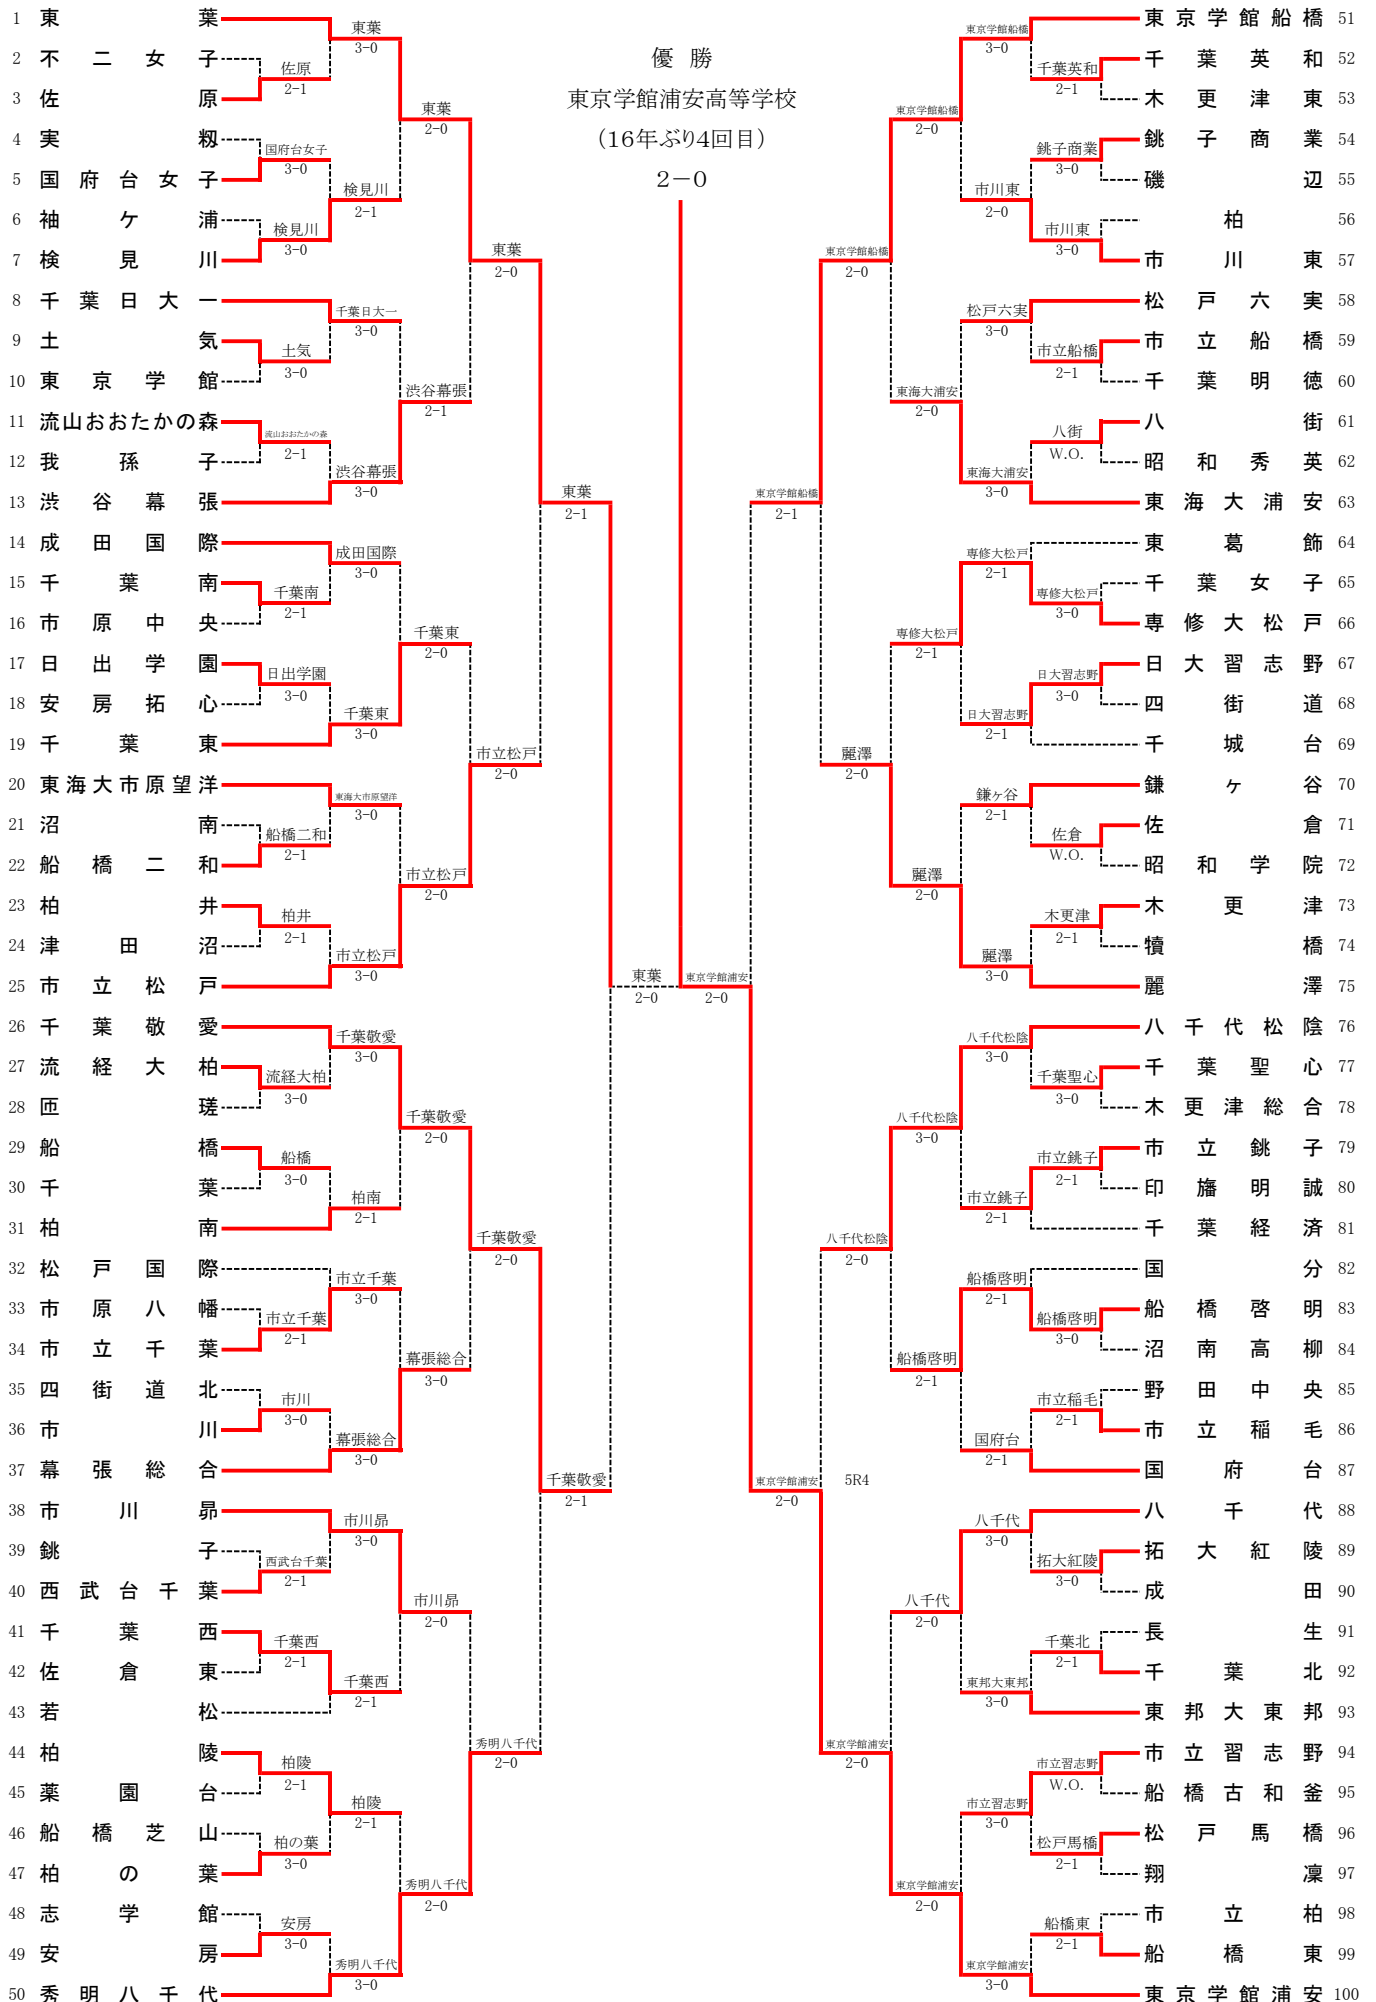 優勝
東京学館浦安高等学校
(16年ぶり4回目)
2-0
1 東葉
2 不二女子
3 佐原
4 実籾
5 国府台女子
6 袖ケ浦
7 検見川
8 千葉日大一
9 土気
10 東京学館
11 流山おおたかの森
12 我孫子
13 渋谷幕張
14 成田国際
15 千葉南
16 市原中央
17 日出学園
18 安房拓心
19 千葉東
20 東海大市原望洋
21 沼南
22 船橋二和
23 柏井
24 津田沼
25 市立松戸
26 千葉敬愛
27 流経大柏
28 匝瑳
29 船橋
30 千葉
31 柏南
32 松戸国際
33 市原八幡
34 市立千葉
35 四街道北
36 市川
37 幕張総合
38 市川昴
39 銚子
40 西武台千葉
41 千葉西
42 佐倉東
43 若松
44 柏陵
45 薬園台
46 船橋芝山
47 柏の葉
48 志学館
49 安房
50 秀明八千代
佐原
2-1
国府台女子
3-0
検見川
3-0
土気
3-0
流山おおたかの森
2-1
千葉南
2-1
日出学園
3-0
船橋二和
2-1
柏井
2-1
流経大柏
3-0
船橋
3-0
市立千葉
2-1
市川
3-0
西武台千葉
2-1
千葉西
2-1
柏陵
2-1
柏の葉
3-0
安房
3-0
東葉
3-0
検見川
2-1
千葉日大一
3-0
渋谷幕張
3-0
成田国際
3-0
千葉東
3-0
東海大市原望洋
3-0
市立松戸
3-0
千葉敬愛
3-0
柏南
2-1
市立千葉
3-0
幕張総合
3-0
市川昴
3-0
千葉西
2-1
柏陵
2-1
秀明八千代
3-0
東葉
2-0
渋谷幕張
2-1
千葉東
2-0
市立松戸
2-0
千葉敬愛
2-0
幕張総合
3-0
市川昴
2-0
秀明八千代
2-0
東葉
2-0
市立松戸
2-0
千葉敬愛
2-0
秀明八千代
2-0
東葉
2-1
千葉敬愛
2-1
東葉
2-0
東京学館浦安
2-0
東京学館船橋
2-1
東京学館浦安
2-0
5R4
東京学館船橋
2-0
麗澤
2-0
八千代松陰
2-0
東京学館浦安
2-0
東京学館船橋
2-0
東海大浦安
2-0
専修大松戸
2-1
麗澤
2-0
八千代松陰
3-0
船橋啓明
2-1
八千代
2-0
東京学館浦安
2-0
東京学館船橋
3-0
市川東
2-0
松戸六実
3-0
東海大浦安
3-0
専修大松戸
2-1
日大習志野
2-1
鎌ヶ谷
2-1
麗澤
3-0
八千代松陰
3-0
市立銚子
2-1
船橋啓明
2-1
国府台
2-1
八千代
3-0
東邦大東邦
3-0
市立習志野
3-0
東京学館浦安
3-0
千葉英和
2-1
銚子商業
3-0
市川東
3-0
市立船橋
2-1
八街
W.O.
専修大松戸
3-0
日大習志野
3-0
佐倉
W.O.
木更津
2-1
千葉聖心
3-0
市立銚子
2-1
船橋啓明
3-0
市立稲毛
2-1
拓大紅陵
3-0
千葉北
2-1
市立習志野
W.O.
松戸馬橋
2-1
船橋東
2-1
東京学館船橋 51
千葉英和 52
木更津東 53
銚子商業 54
磯辺 55
柏 56
市川東 57
松戸六実 58
市立船橋 59
千葉明徳 60
八街 61
昭和秀英 62
東海大浦安 63
東葛飾 64
千葉女子 65
専修大松戸 66
日大習志野 67
四街道 68
千城台 69
鎌ヶ谷 70
佐倉 71
昭和学院 72
木更津 73
犢橋 74
麗澤 75
八千代松陰 76
千葉聖心 77
木更津総合 78
市立銚子 79
印旛明誠 80
千葉経済 81
国分 82
船橋啓明 83
沼南高柳 84
野田中央 85
市立稲毛 86
国府台 87
八千代 88
拓大紅陵 89
成田 90
長生 91
千葉北 92
東邦大東邦 93
市立習志野 94
船橋古和釜 95
松戸馬橋 96
翔凜 97
市立柏 98
船橋東 99
東京学館浦安 100